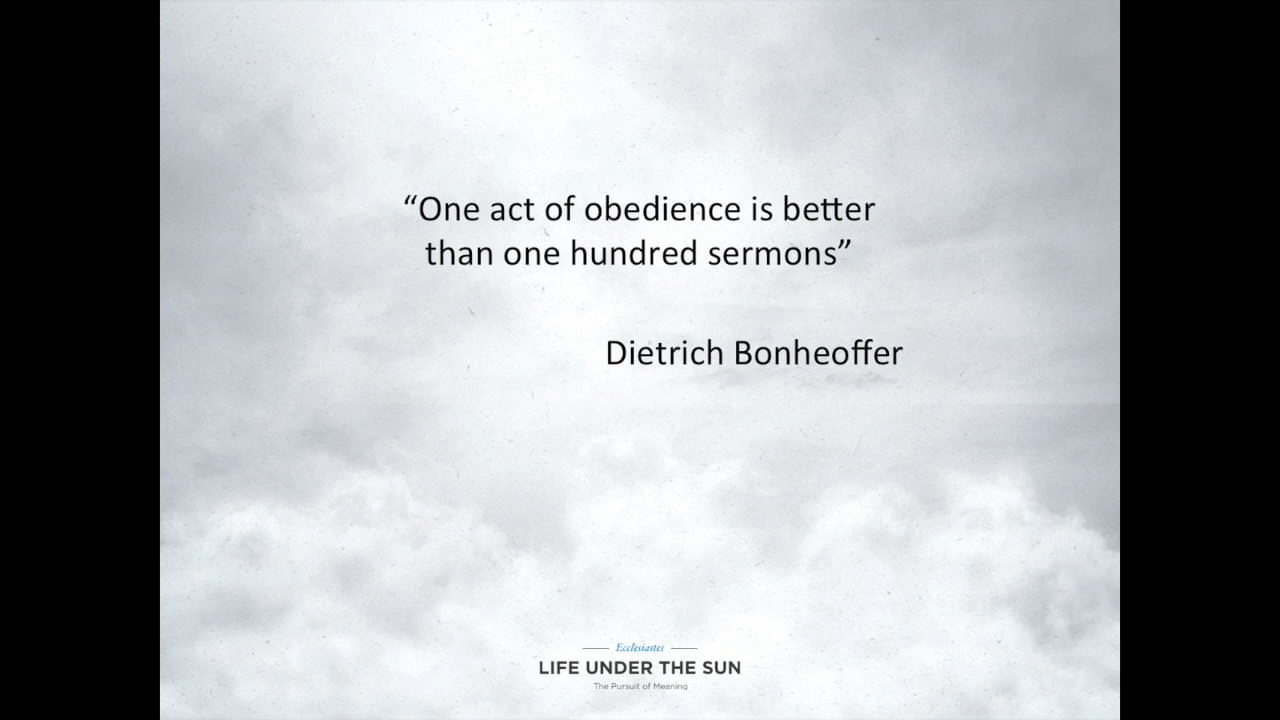 “One act of obedience is better
than one hundred sermons”
Dietrich Bonheoffer
Ecclesiastes
LIFE UNDER THE SUN
The Pursuit of Meaning